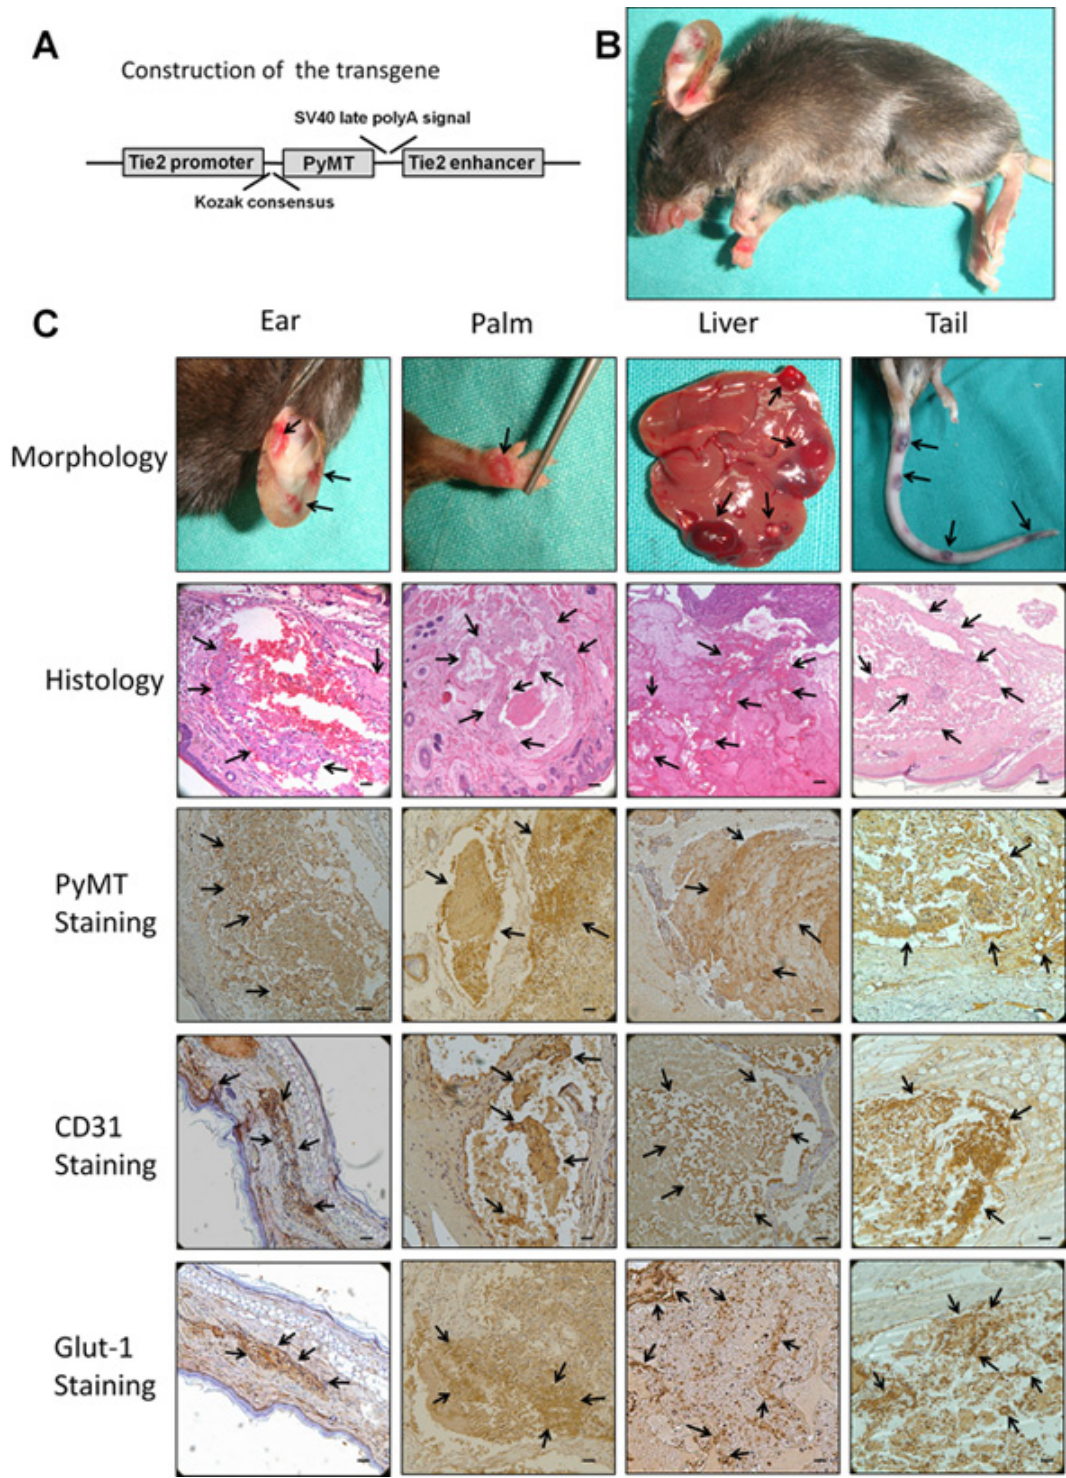 A
B
Construction of the transgene
SV40 late polyA signal
Tie2 promoter
PyMT
Tie2 enhancer
Kozak consensus
C
Ear
Palm
Liver
Tail
Morphology
Histology
PyMT
Staining
CD31
Staining
Glut-1
Staining